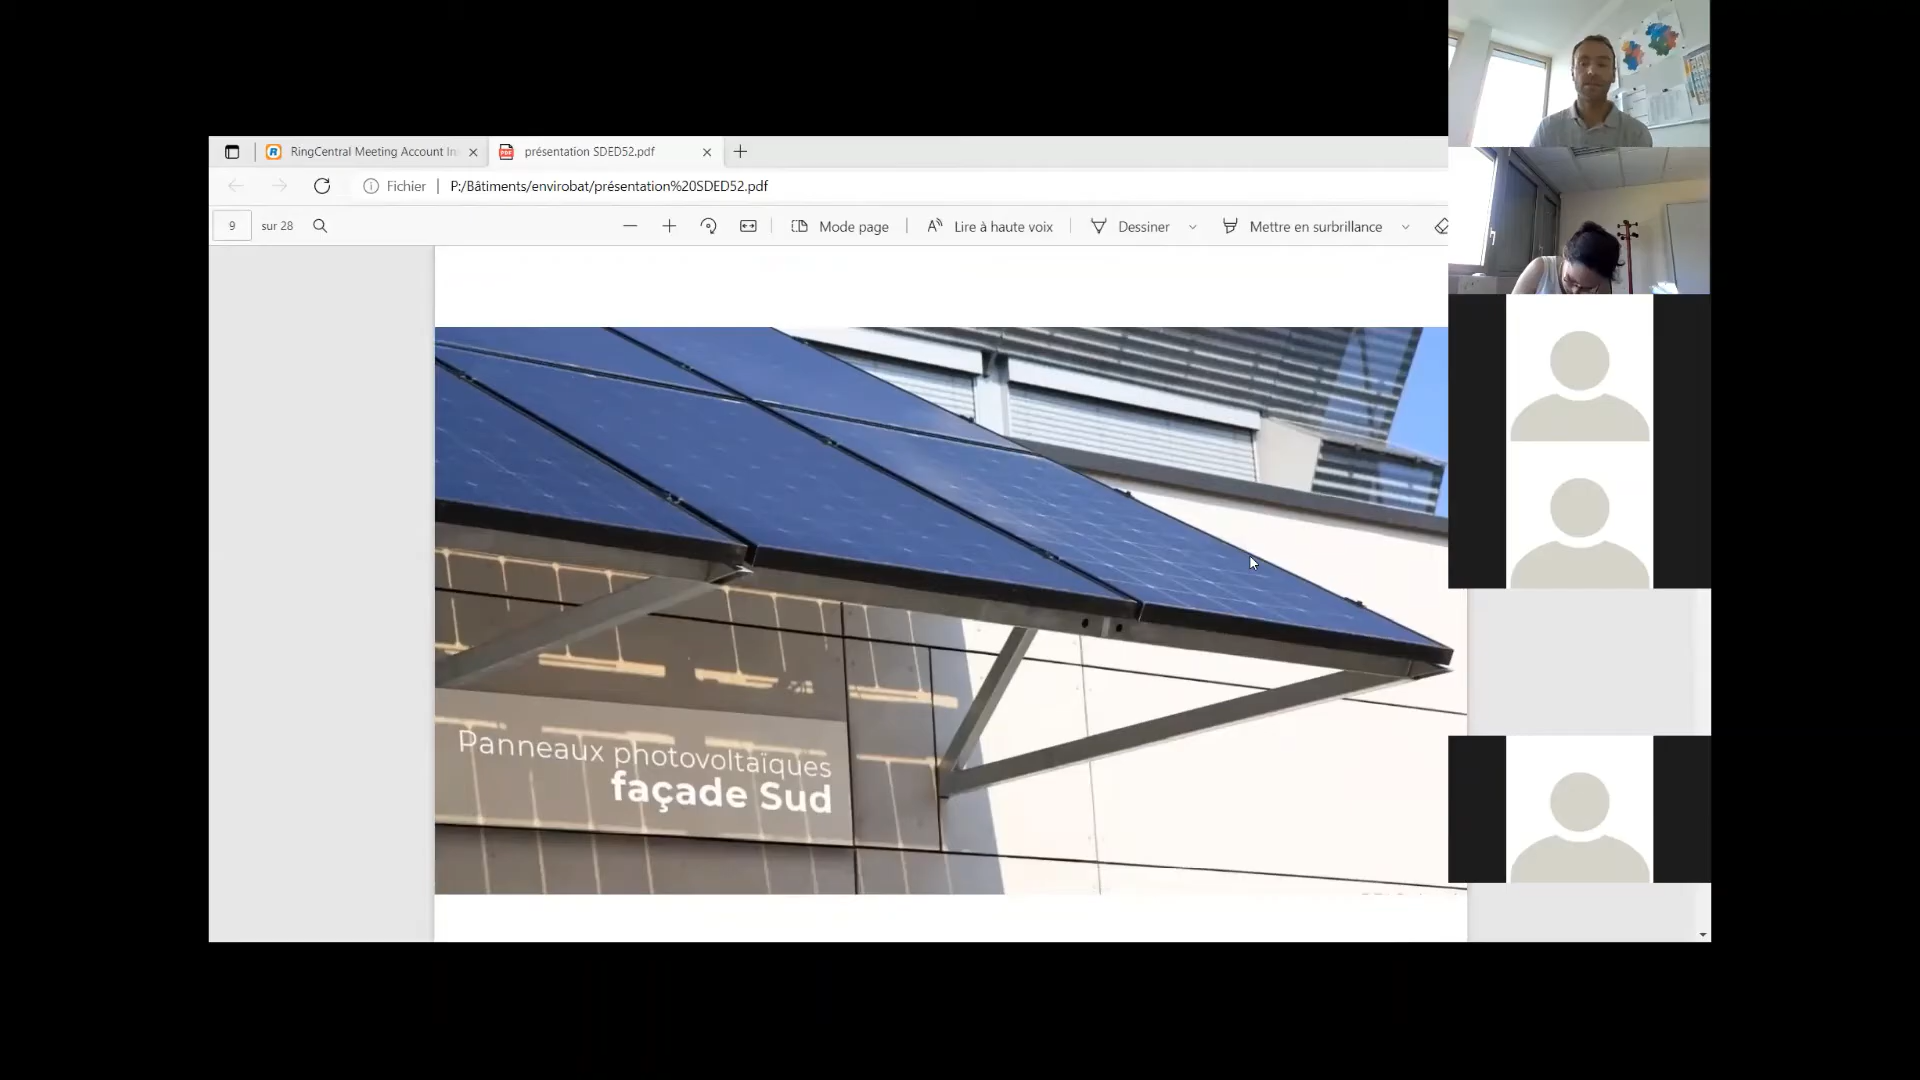 RingCentral Meeting Account In
présentation SDED52.pdf
Fichier
P:/Bâtiments/envirobat/présentation%20SDED52.pdf
9
sur 28
Mode page
Lire à haute voix
Dessiner
Mettre en surbrillance
Panneaux photovoltaïques
façade Sud